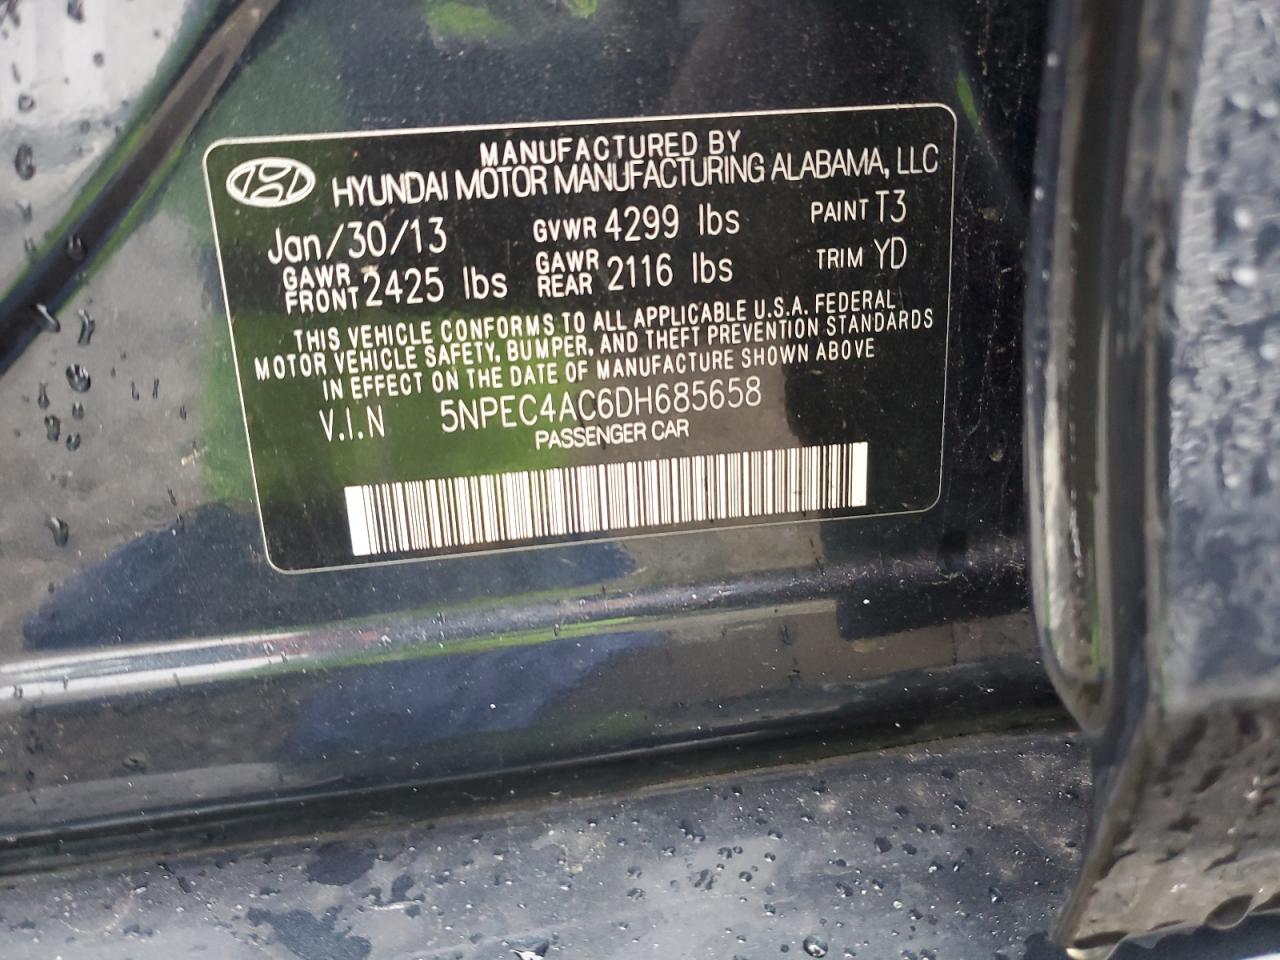 MANUFACTURED BY
HYUNDAI MOTOR MANUFACTURING ALABAMA, LLC
Jan/30/13 GVWR 4299 lbs PAINT T3
GAWR FRONT 2425 lbs GAWR REAR 2116 lbs TRIM YD
THIS VEHICLE CONFORMS TO ALL APPLICABLE U.S.A. FEDERAL
MOTOR VEHICLE SAFETY, BUMPER, AND THEFT PREVENTION STANDARDS
IN EFFECT ON THE DATE OF MANUFACTURE SHOWN ABOVE
V.I.N 5NPEC4AC6DH685658
PASSENGER CAR